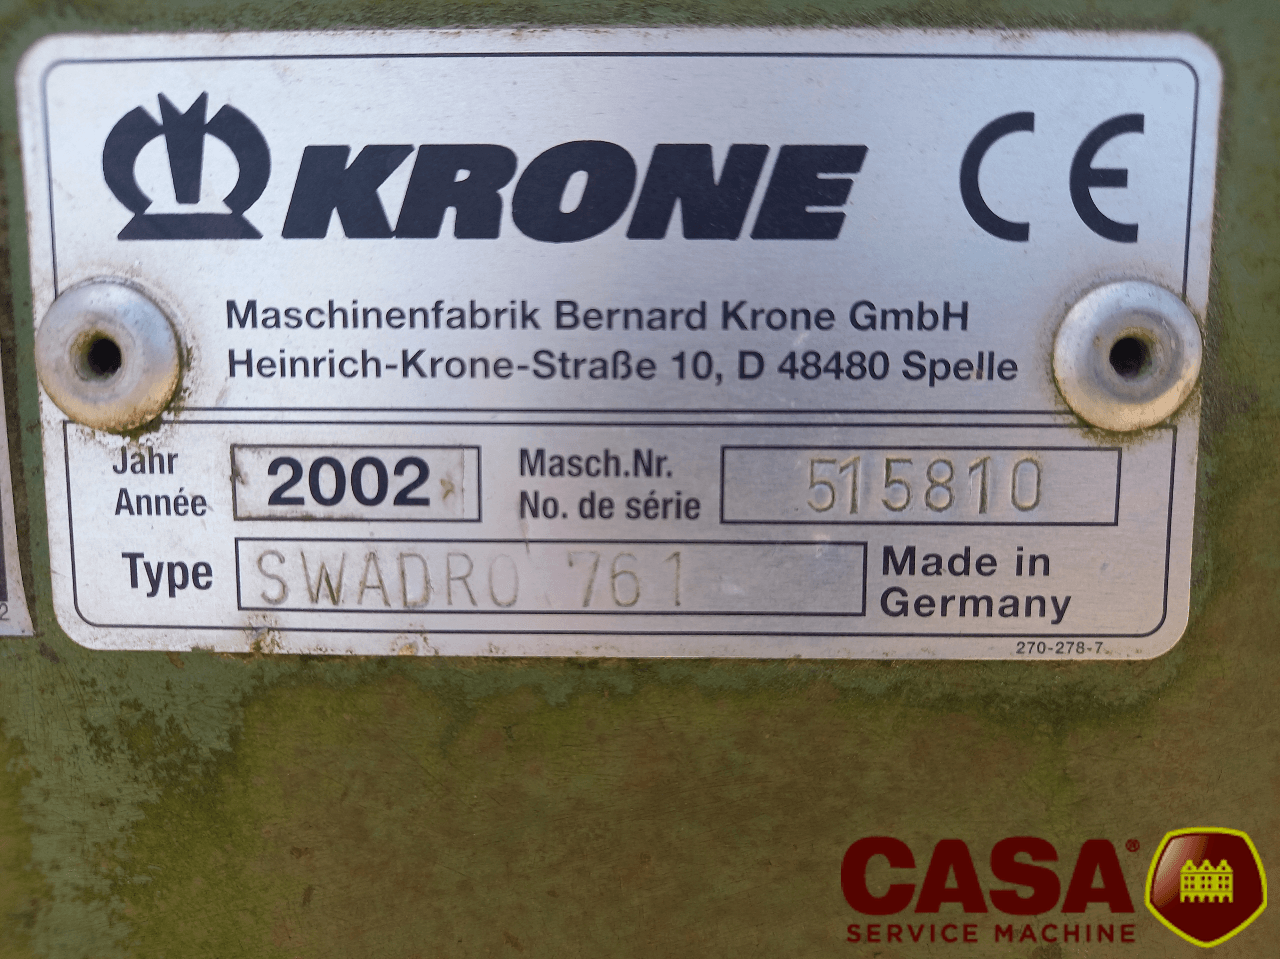 KRONE CE
Maschinenfabrik Bernard Krone GmbH
Heinrich-Krone-Straße 10, D 48480 Spelle
Jahr
Année
2002
Masch.Nr.
No. de série
515810
Type
SWADRO 761
Made in
Germany
270-278-7
2
CASA®
SERVICE MACHINE